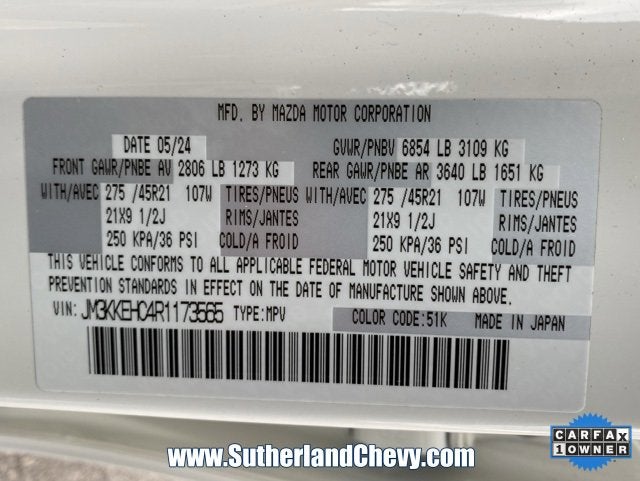 MFD. BY MAZDA MOTOR CORPORATION
DATE 05/24 GVWR/PNBV 6854 LB 3109 KG
FRONT GAWR/PNBE AV 2806 LB 1273 KG REAR GAWR/PNBE AR 3640 LB 1651 KG
WITH/AVEC 275 /45R21 107W TIRES/PNEUS WITH/AVEC 275 /45R21 107W TIRES/PNEUS
21X9 1/2J RIMS/JANTES 21X9 1/2J RIMS/JANTES
250 KPA/36 PSI COLD/A FROID 250 KPA/36 PSI COLD/A FROID
THIS VEHICLE CONFORMS TO ALL APPLICABLE FEDERAL MOTOR VEHICLE SAFETY AND THEFT
PREVENTION STANDARDS IN EFFECT ON THE DATE OF MANUFACTURE SHOWN ABOVE.
VIN: JM3KKEHC4R1173565 TYPE:MPV COLOR CODE:51K MADE IN JAPAN
CARFAX
1 OWNER
www.SutherlandChevy.com